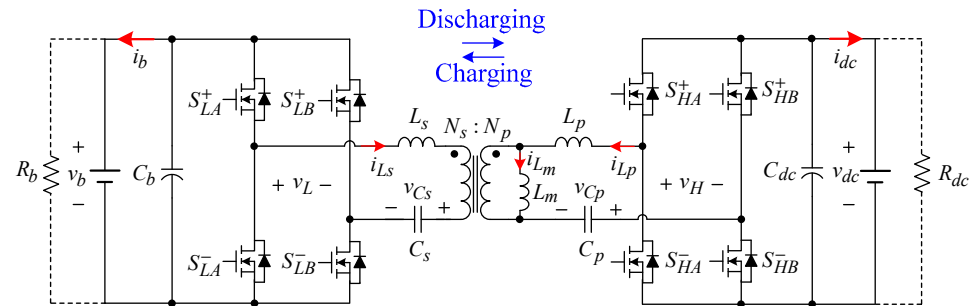 Discharging
Charging
i_b
i_dc
S_LA^+
S_LB^+
S_HA^+
S_HB^+
L_s
N_s : N_p
L_p
i_Ls
i_Lm
i_Lp
R_b
+
v_b
−
C_b
+ v_L −
v_Cs
− +
C_s
L_m
v_Cp
− +
C_p
+ v_H −
C_dc
+
v_dc
−
R_dc
S_LA^−
S_LB^−
S_HA^−
S_HB^−